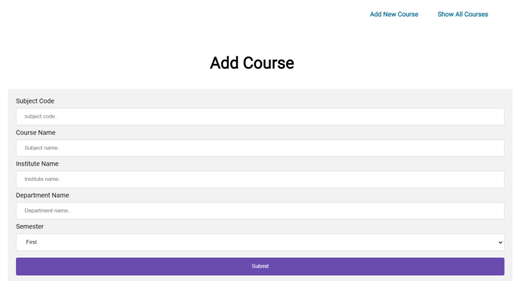 Add New Course Show All Courses
Add Course
Subject Code
subject code..
Course Name
Subject name..
Institute Name
Institute name..
Department Name
Department name..
Semester
First
Submit